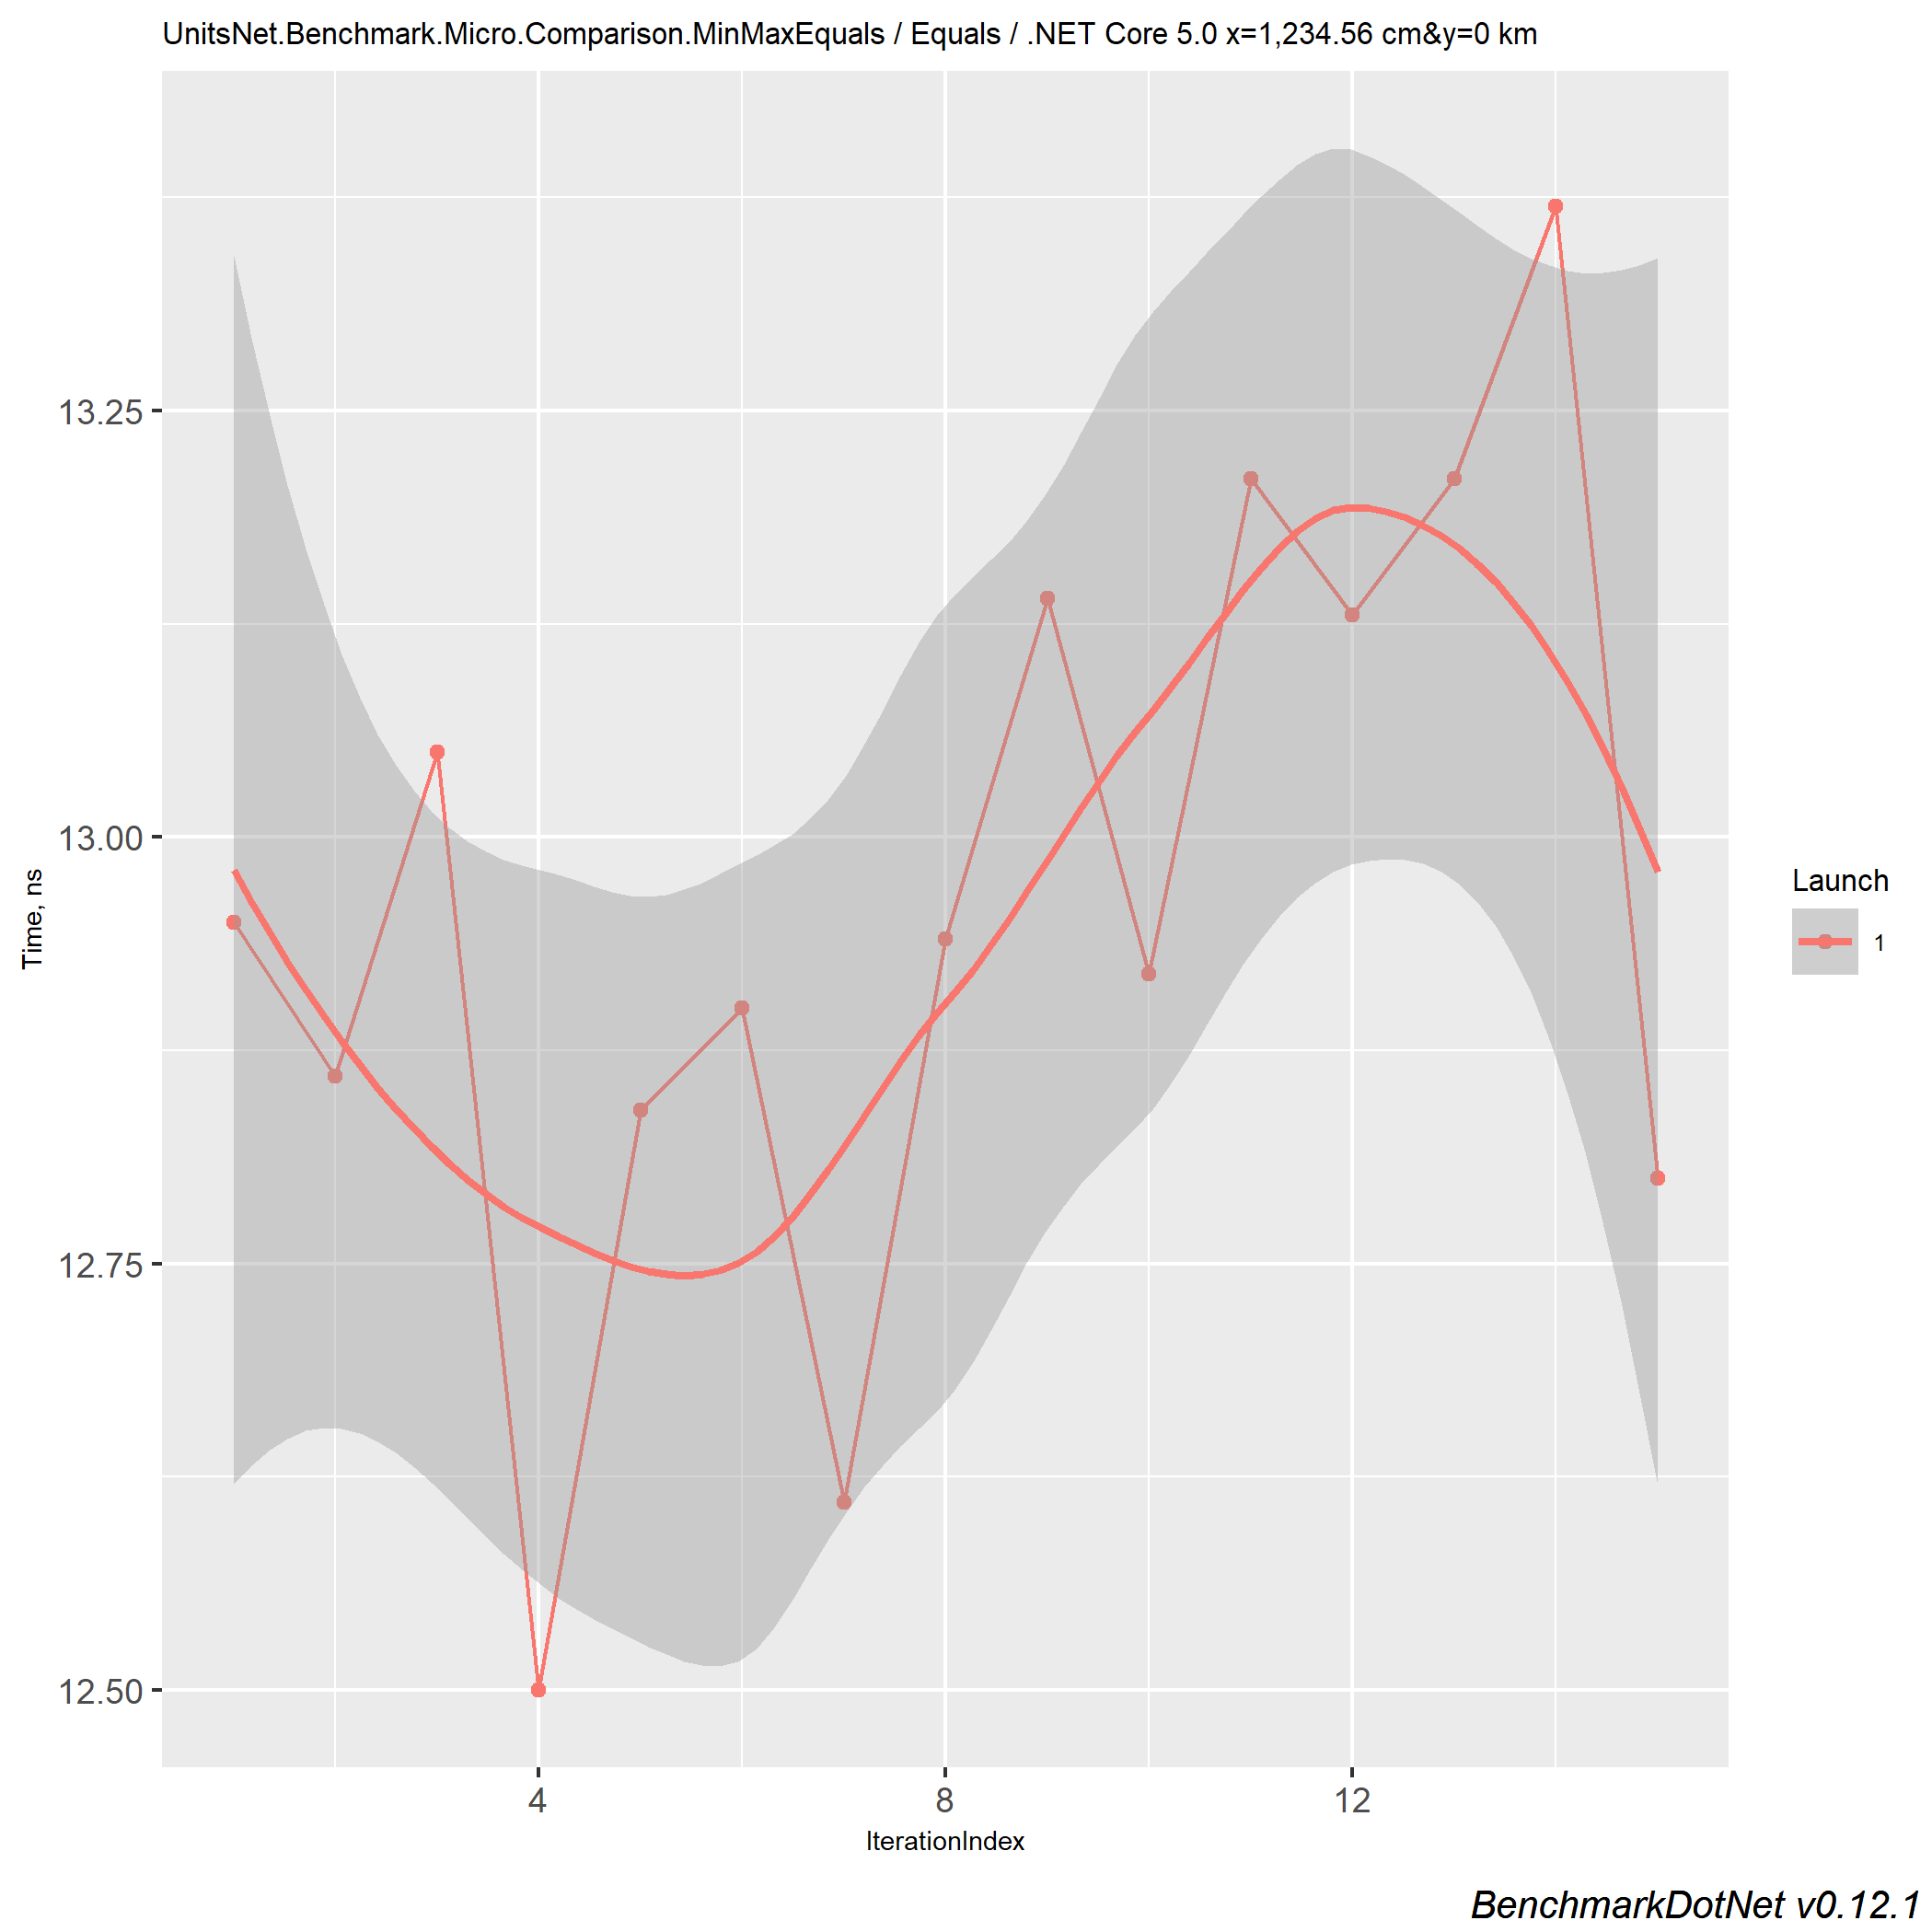 UnitsNet.Benchmark.Micro.Comparison.MinMaxEquals / Equals / .NET Core 5.0 x=1,234.56 cm&y=0 km
13.25
13.00
12.75
12.50
Time, ns
4
8
12
IterationIndex
Launch
1
BenchmarkDotNet v0.12.1